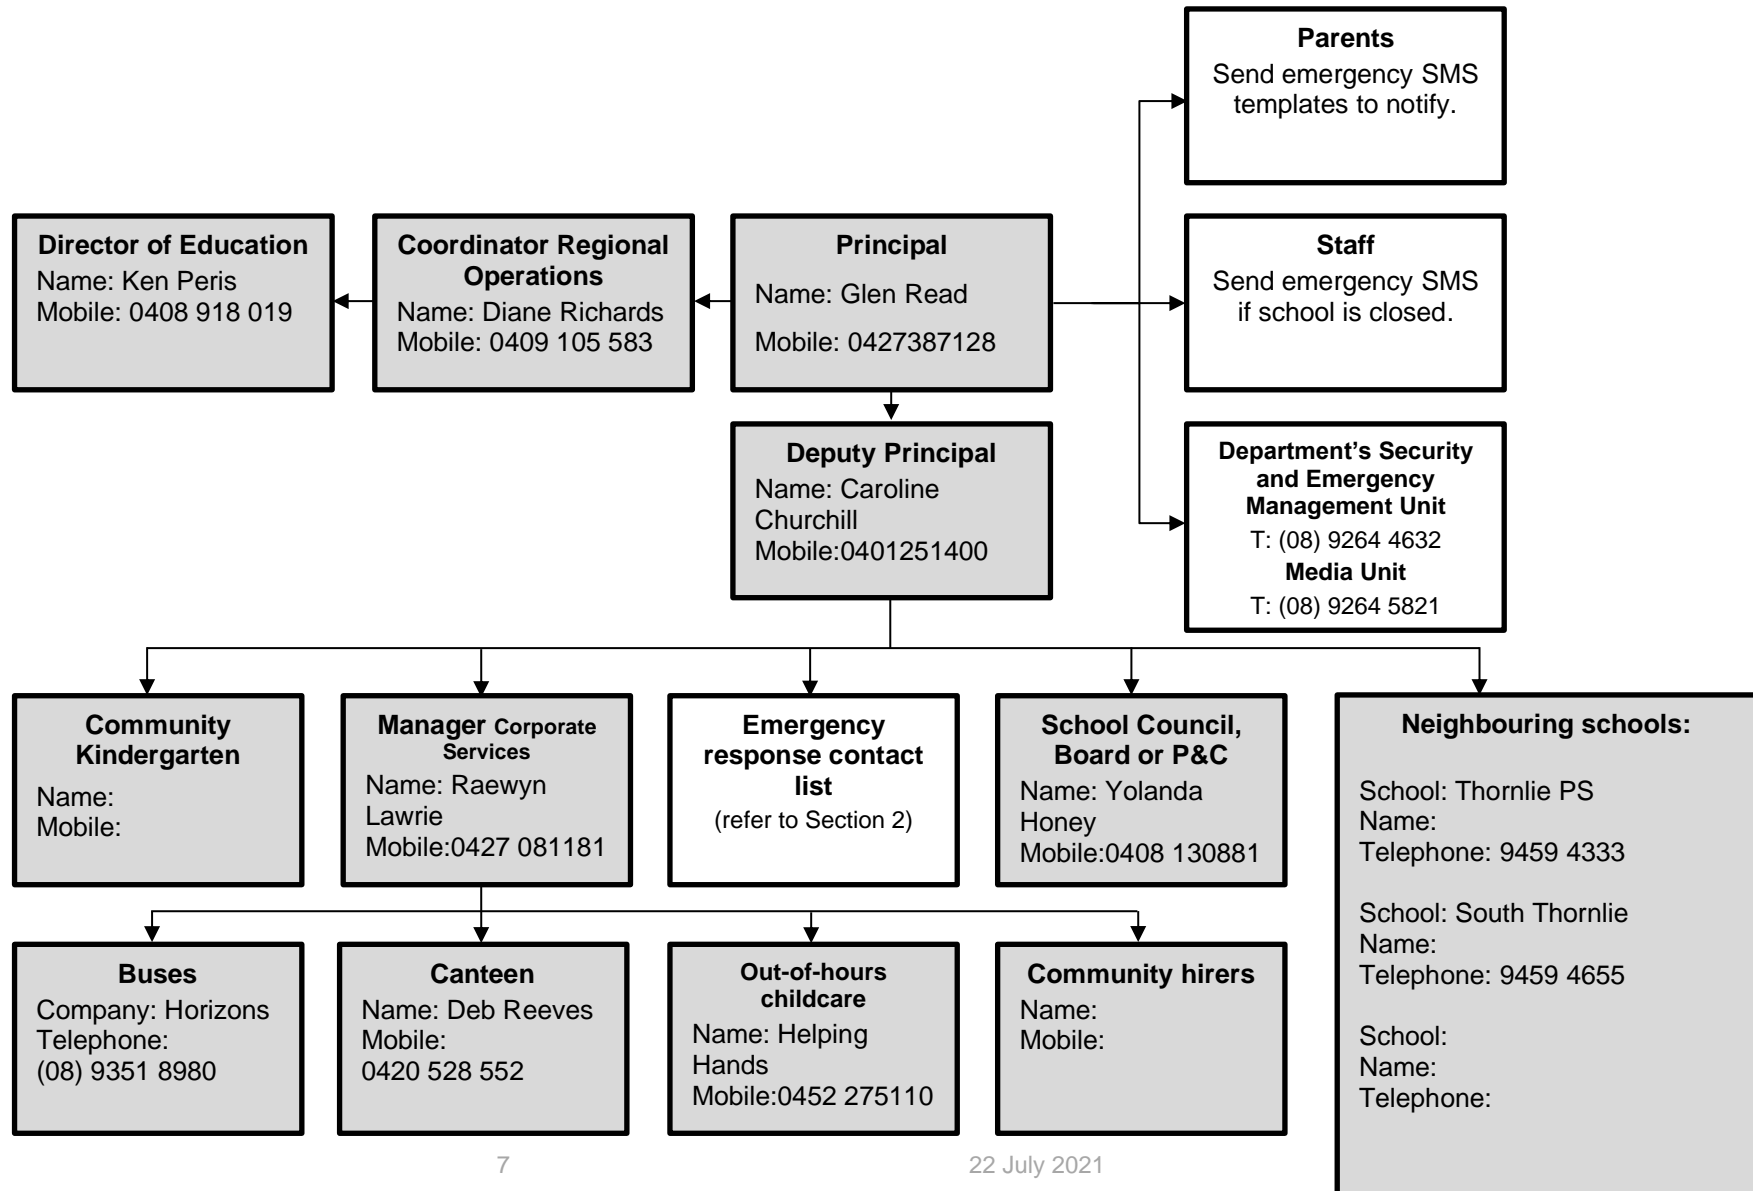 Parents
Send emergency SMS
templates to notify.
Director of Education
Name: Ken Peris
Mobile: 0408 918 019
Coordinator Regional
Operations
Name: Diane Richards
Mobile: 0409 105 583
Principal
Name: Glen Read
Mobile: 0427387128
Staff
Send emergency SMS
if school is closed.
Deputy Principal
Name: Caroline
Churchill
Mobile:0401251400
Department's Security
and Emergency
Management Unit
T: (08) 9264 4632
Media Unit
T: (08) 9264 5821
Community
Kindergarten
Name:
Mobile:
Manager Corporate
Services
Name: Raewyn
Lawrie
Mobile:0427 081181
Emergency
response contact
list
(refer to Section 2)
School Council,
Board or P&C
Name: Yolanda
Honey
Mobile:0408 130881
Neighbouring schools:
School: Thornlie PS
Name:
Telephone: 9459 4333
School: South Thornlie
Name:
Telephone: 9459 4655
School:
Name:
Telephone:
Buses
Company: Horizons
Telephone:
(08) 9351 8980
Canteen
Name: Deb Reeves
Mobile:
0420 528 552
Out-of-hours
childcare
Name: Helping
Hands
Mobile:0452 275110
Community hirers
Name:
Mobile:
7
22 July 2021